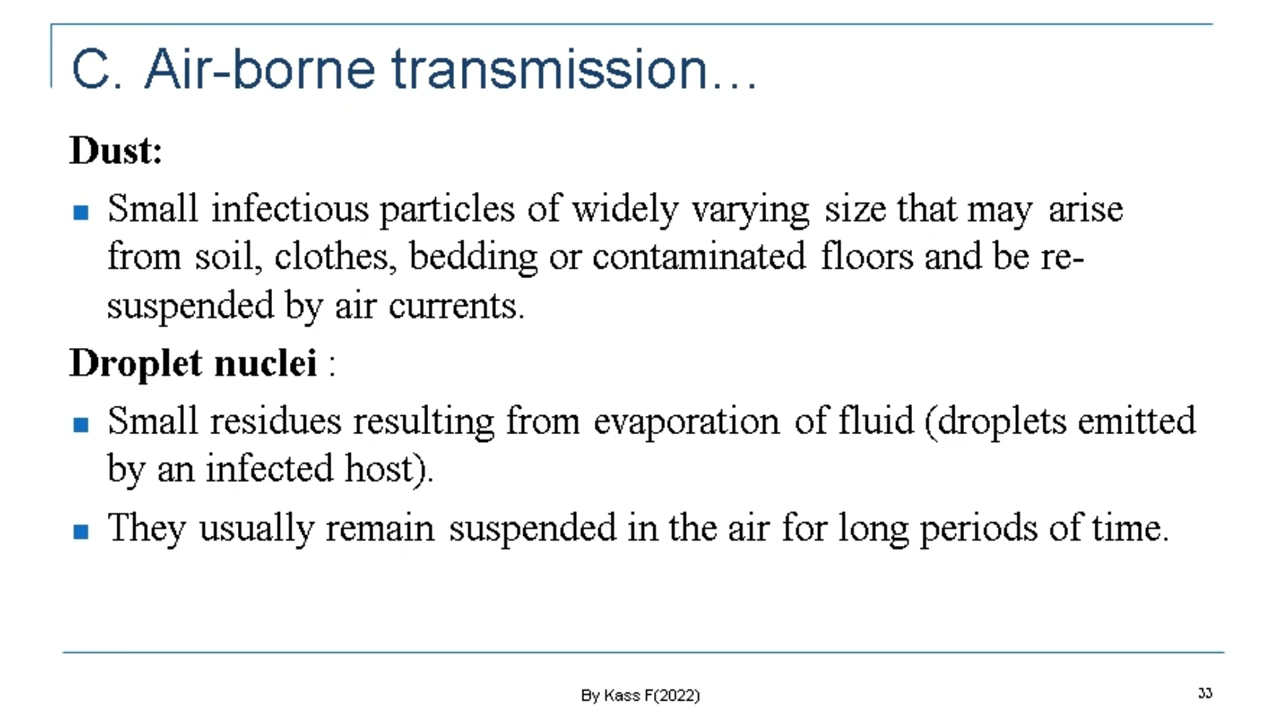 C. Air-borne transmission…
Dust:
■ Small infectious particles of widely varying size that may arise
from soil, clothes, bedding or contaminated floors and be re-
suspended by air currents.
Droplet nuclei :
■ Small residues resulting from evaporation of fluid (droplets emitted
by an infected host).
■ They usually remain suspended in the air for long periods of time.
By Kass F(2022)
33